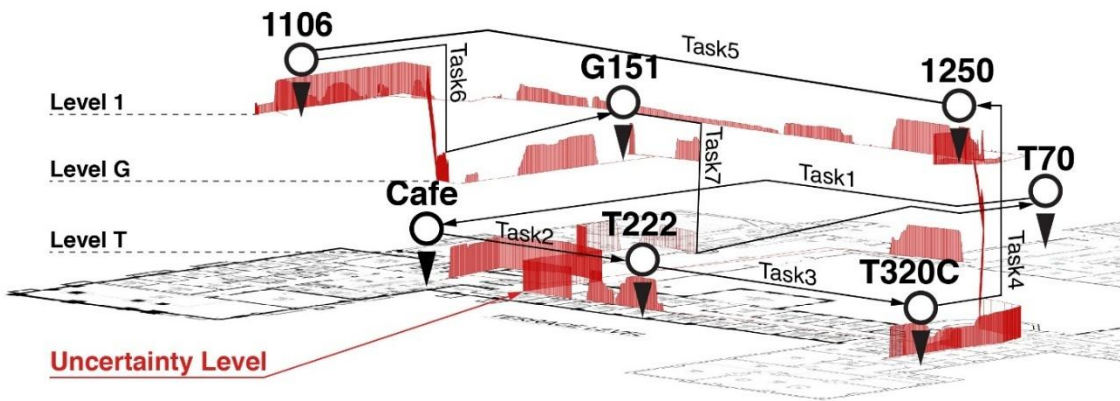 1106
Task5
Task6
G151
1250
Level 1
Level G
T70
Cafe
Task7
Task1
Level T
Task2
T222
Task3
T320C
Task4
Uncertainty Level